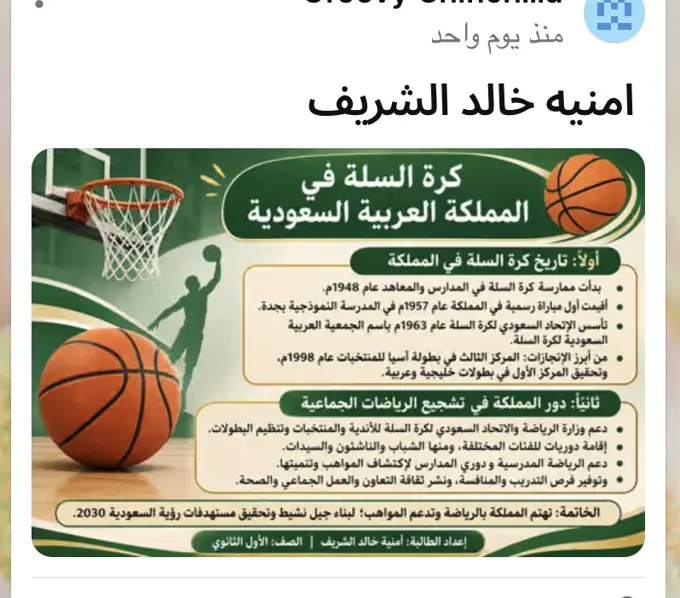 منذ يوم واحد
امنيه خالد الشريف
كرة السلة في
المملكة العربية السعودية
أولاً: تاريخ كرة السلة في المملكة
بدأت ممارسة كرة السلة في المدارس والمعاهد عام 1948م.
أقيمت أول مباراة رسمية في المملكة عام 1957م في المدرسة النموذجية بجدة.
تأسس الإتحاد السعودي لكرة السلة عام 1963م باسم الجمعية العربية
السعودية لكرة السلة.
من أبرز الإنجازات: المركز الثالث في بطولة آسيا للمنتخبات عام 1998م،
وتحقيق المركز الأول في بطولات خليجية وعربية.
ثانيًا: دور المملكة في تشجيع الرياضات الجماعية
دعم وزارة الرياضة والاتحاد السعودي لكرة السلة للأندية والمنتخبات وتنظيم البطولات.
إقامة دوريات للفئات المختلفة، ومنها الشباب والناشئون والسيدات.
دعم الرياضة المدرسية و دوري المدارس لإكتشاف المواهب وتنميتها.
وتوفير فرص التدريب والمنافسة، ونشر ثقافة التعاون والعمل الجماعي والصحة.
الخاتمة: تهتم المملكة بالرياضة وتدعم المواهب؛ لبناء جيل نشيط وتحقيق مستهدفات رؤية السعودية 2030.
إعداد الطالبة: أمنية خالد الشريف | الصف: الأول الثانوي